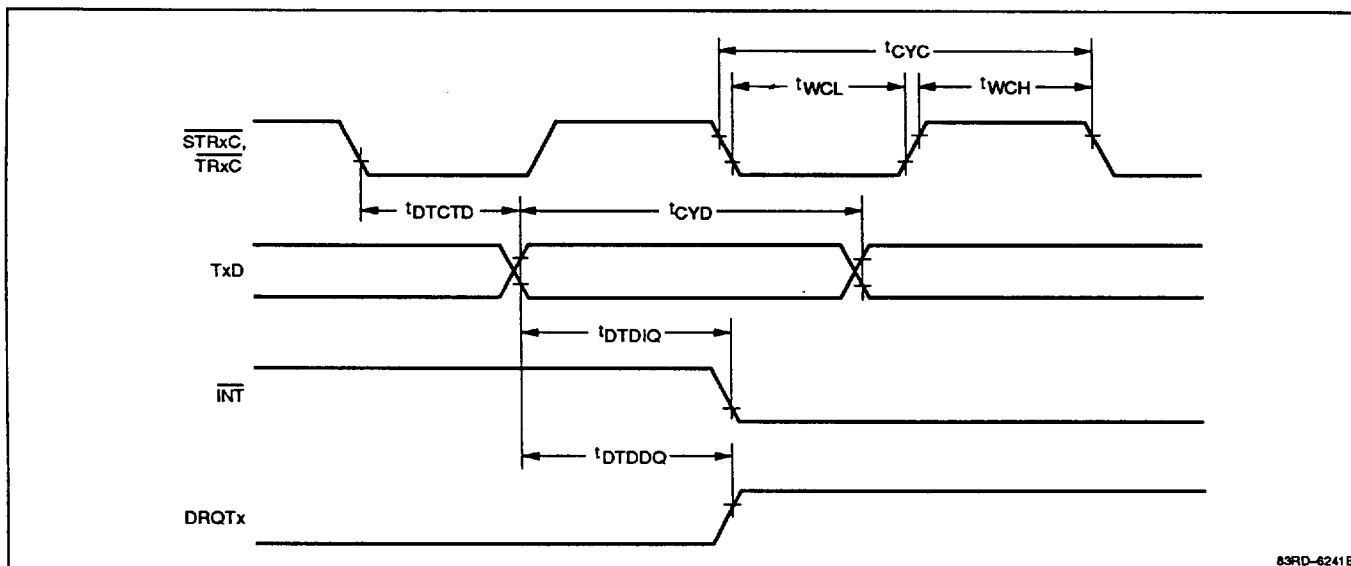 tCYC
tWCL
tWCH
STRxC,
TRxC
tDTCTD
tCYD
TxD
tDTDIQ
INT
tDTDDQ
DRQTx
83RD-6241B